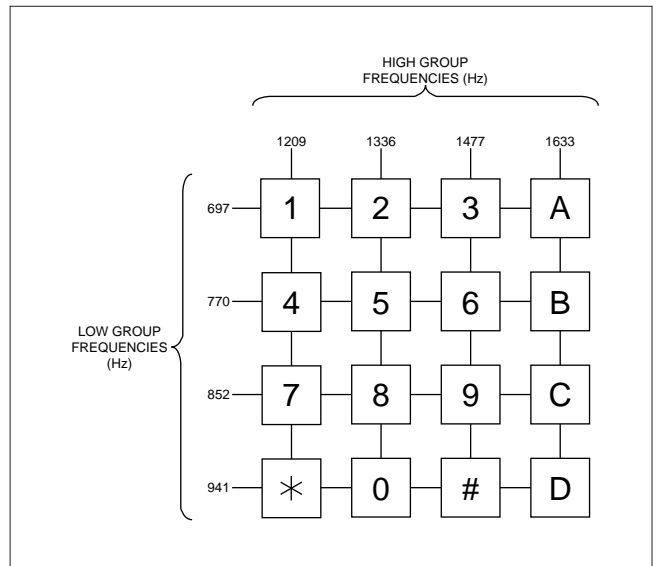 HIGH GROUP
FREQUENCIES (Hz)
1209 1336 1477 1633
697 1 2 3 A
770 4 5 6 B
LOW GROUP
FREQUENCIES
(Hz)
852 7 8 9 C
941 * 0 # D